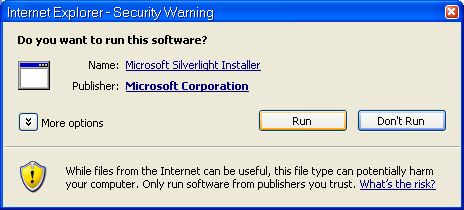 Internet Explorer - Security Warning
Do you want to run this software?
Name: Microsoft Silverlight Installer
Publisher: Microsoft Corporation
More options
Run
Don't Run
While files from the Internet can be useful, this file type can potentially harm
your computer. Only run software from publishers you trust. What's the risk?